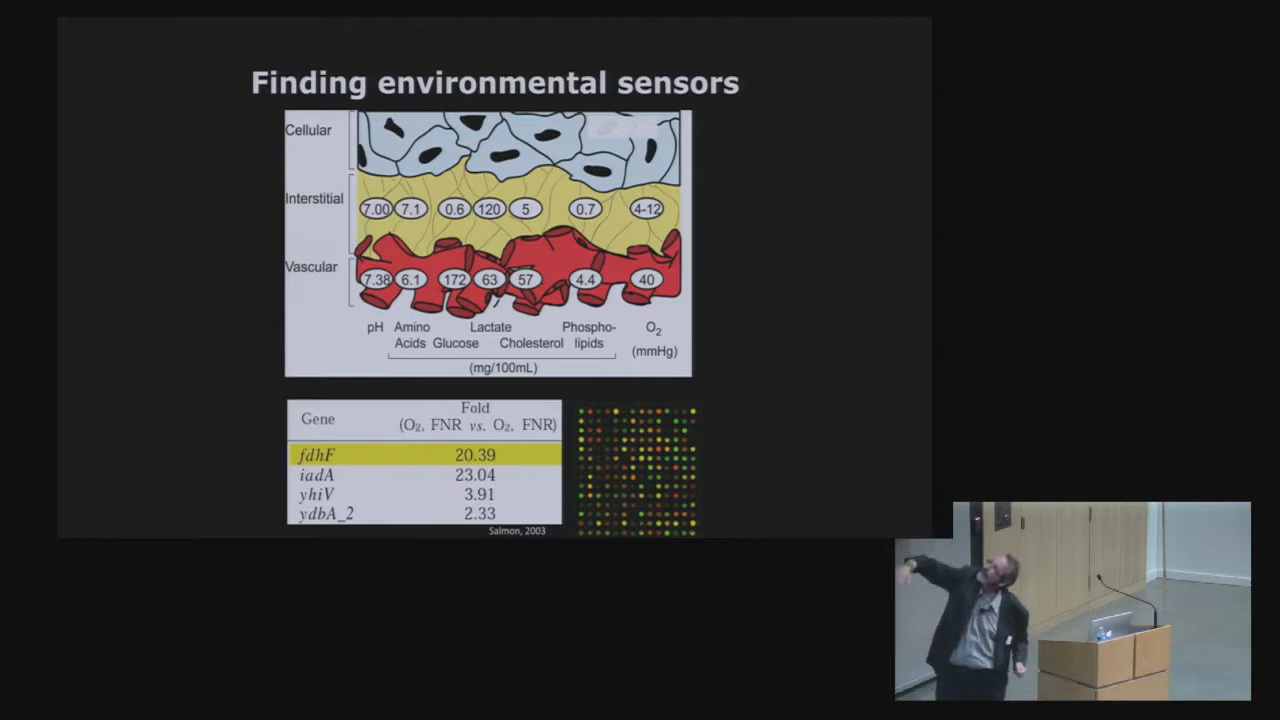 Finding environmental sensors
Cellular
Interstitial
7.00 7.1 0.6 120 5 0.7 4-12
Vascular
7.38 6.1 172 63 57 4.4 40
pH Amino Lactate Phospho- O2
Acids Glucose Cholesterol lipids (mmHg)
(mg/100mL)
Fold
Gene (O2, FNR vs. O2, FNR)
fdhF 20.39
iadA 23.04
yhiV 3.91
ydbA_2 2.33
Salmon, 2003